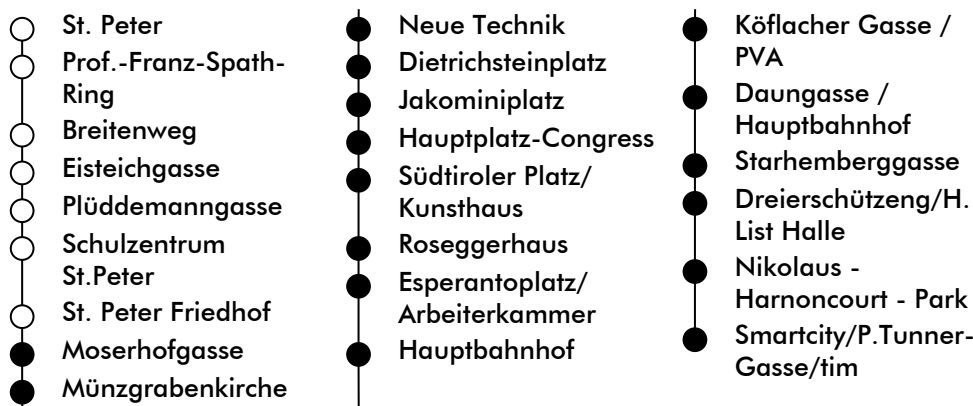 St. Peter
Prof.-Franz-Spath-
Ring
Breitenweg
Eisteichgasse
Plüddemanngasse
Schulzentrum
St.Peter
St. Peter Friedhof
Moserhofgasse
Münzgrabenkirche
Neue Technik
Dietrichsteinplatz
Jakominiplatz
Hauptplatz-Congress
Südtiroler Platz/
Kunsthaus
Roseggerhaus
Esperantoplatz/
Arbeiterkammer
Hauptbahnhof
Köflacher Gasse /
PVA
Daungasse /
Hauptbahnhof
Starhemberggasse
Dreierschützeng/H.
List Halle
Nikolaus -
Harnoncourt - Park
Smartcity/P.Tunner-
Gasse/tim